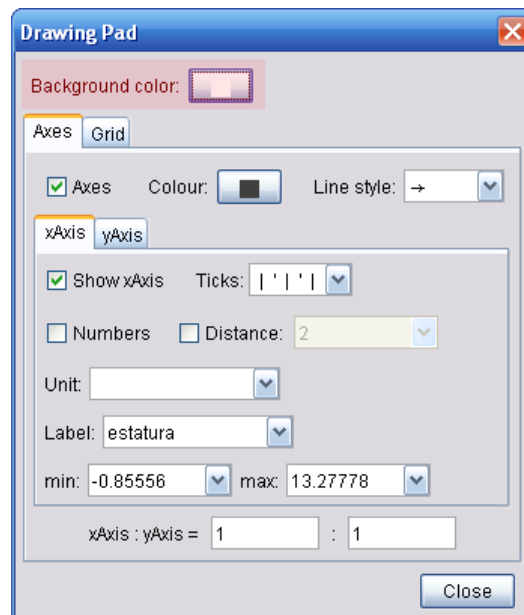 Drawing Pad
Background color:
Axes Grid
Axes Colour: Line style: →
xAxis yAxis
Show xAxis Ticks: | ' | ' |
Numbers Distance: 2
Unit:
Label: estatura
min: -0.85556 max: 13.27778
xAxis : yAxis = 1 : 1
Close